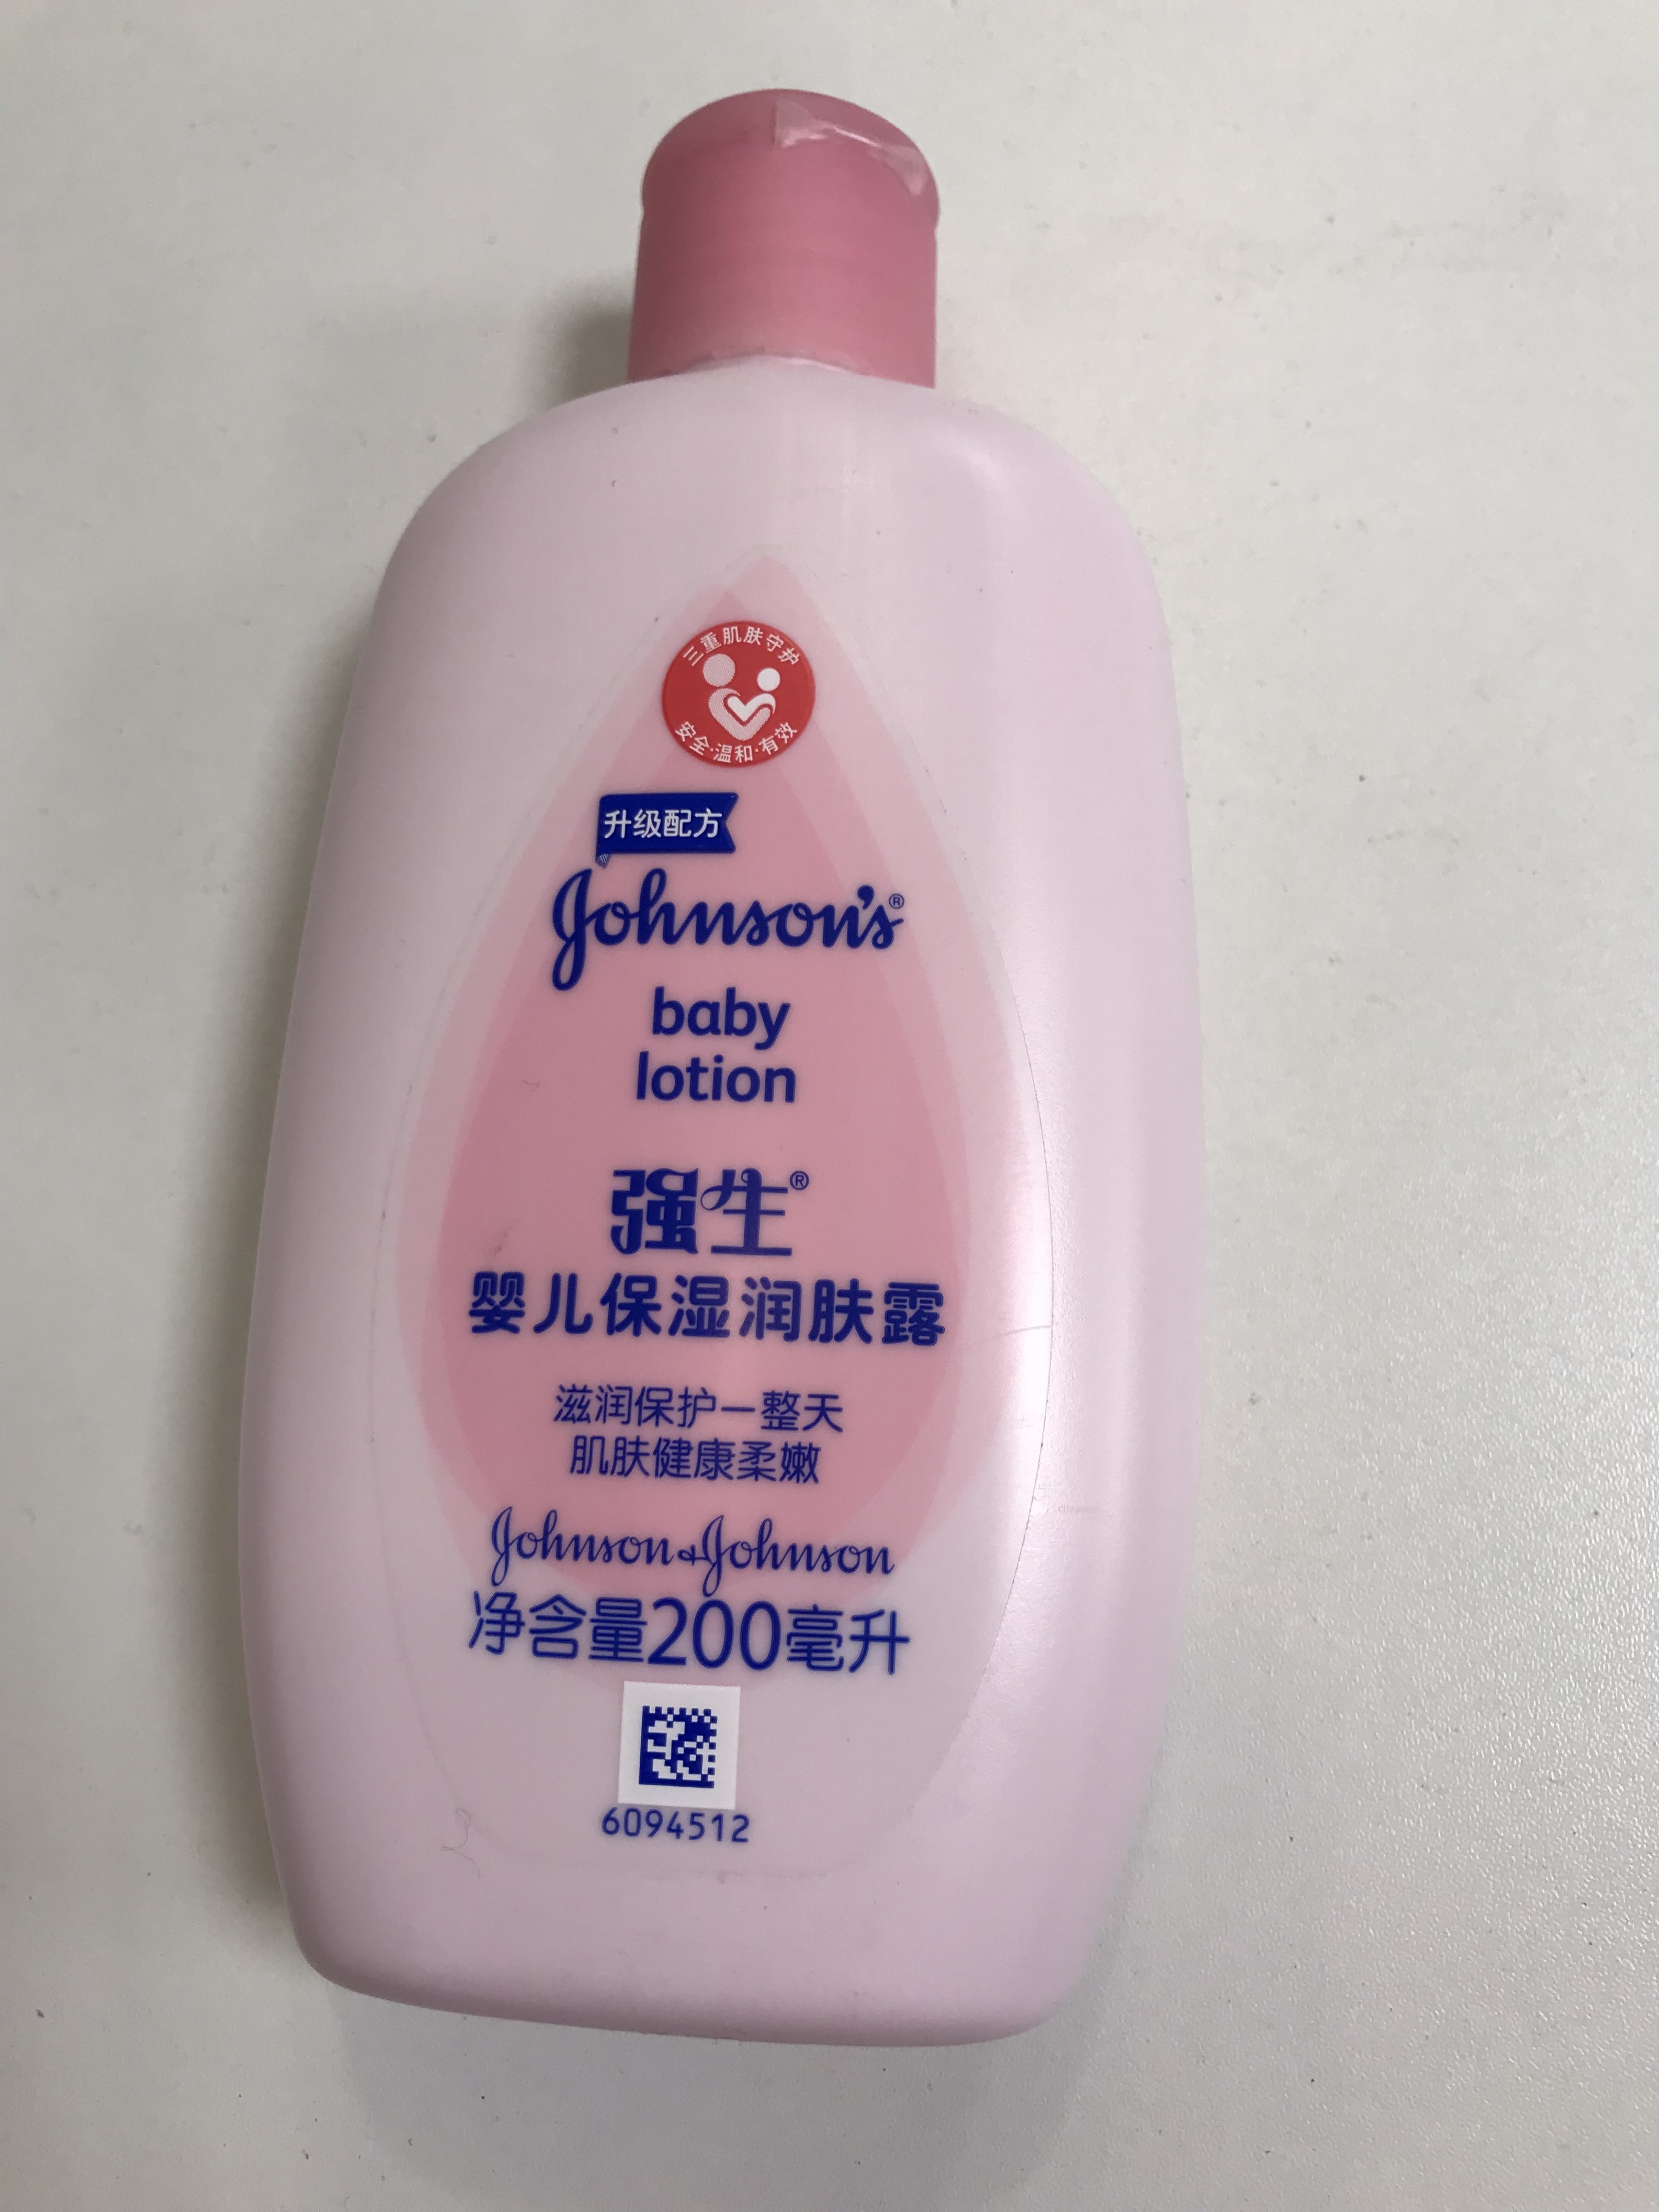 三重肌肤守护
安全·温和·有效
升级配方
Johnson's®
baby
lotion
强生®
婴儿保湿润肤露
滋润保护一整天
肌肤健康柔嫩
Johnson & Johnson
净含量200毫升
6094512